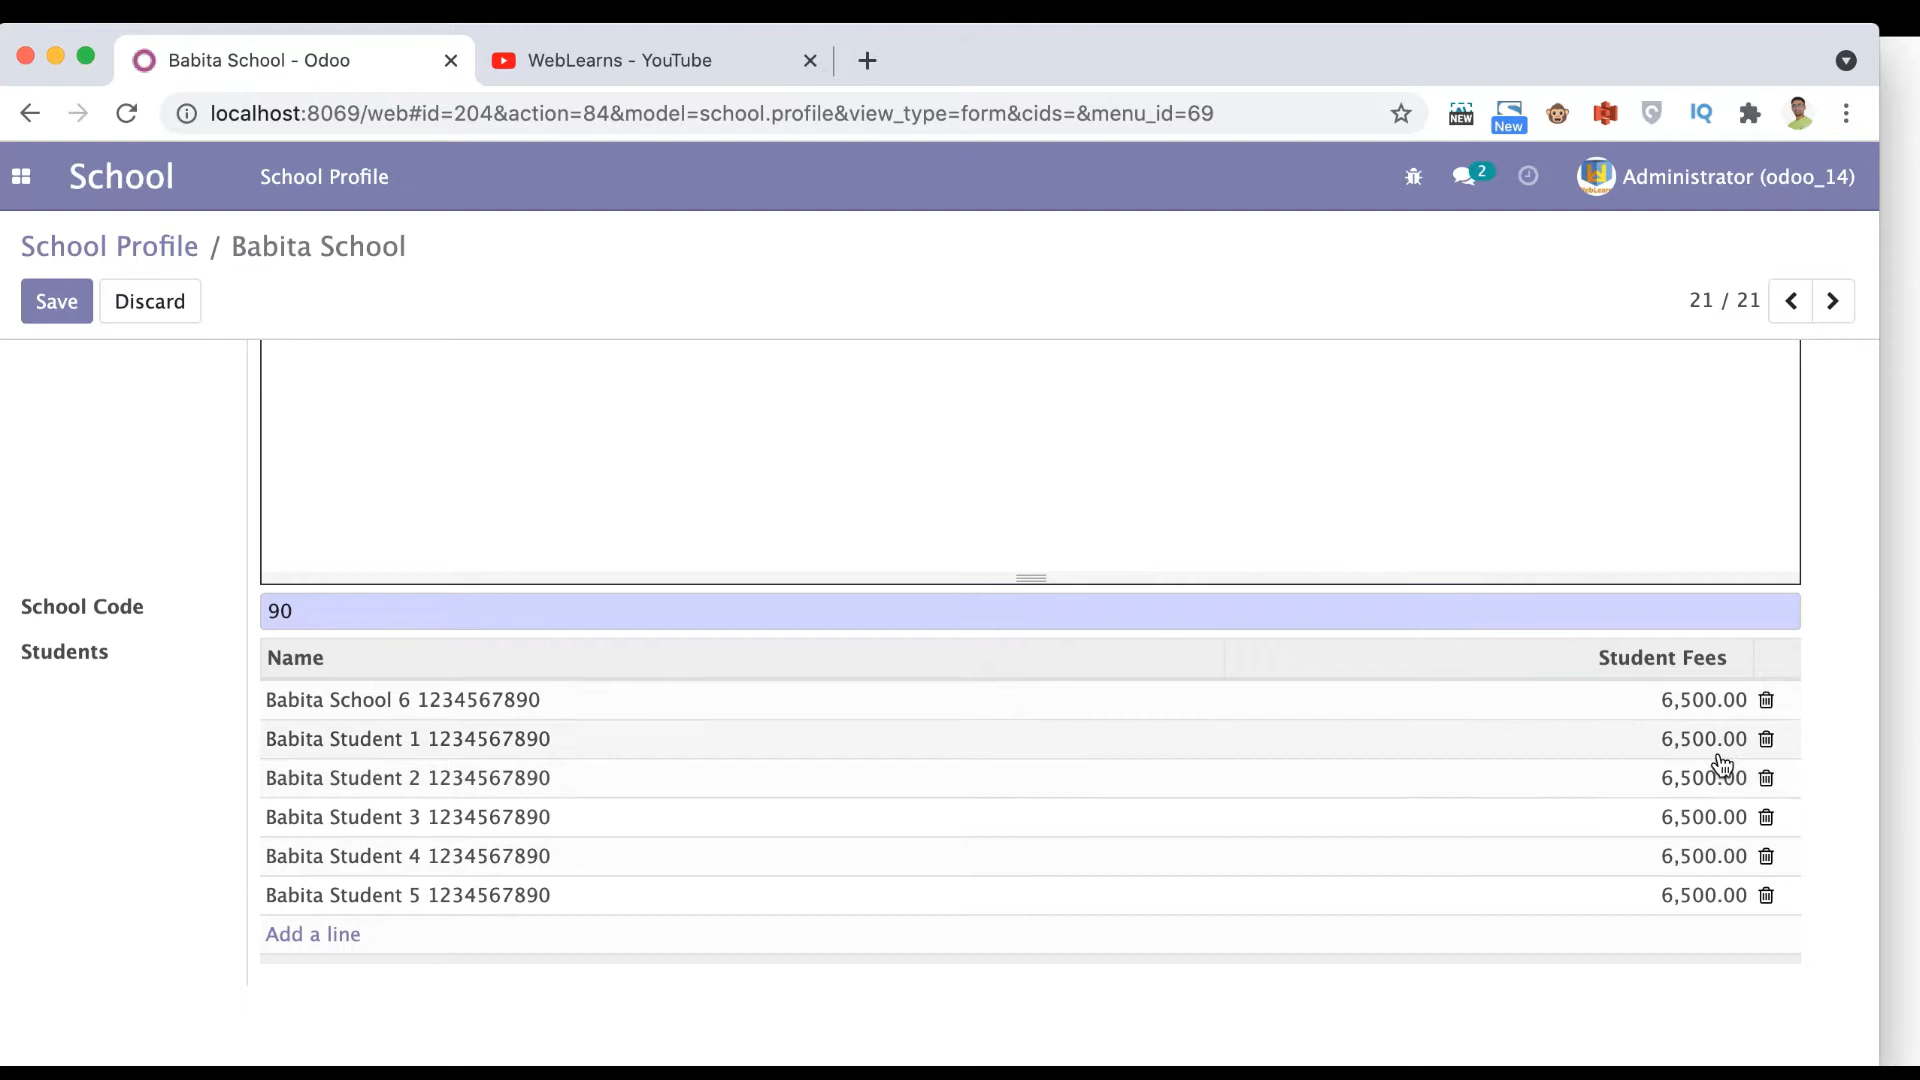 Babita School - Odoo
WebLearns - YouTube
localhost:8069/web#id=204&action=84&model=school.profile&view_type=form&cids=&menu_id=69
NEW
New
IQ
School
School Profile
2
Administrator (odoo_14)
School Profile / Babita School
Save
Discard
21 / 21
School Code
90
Students
Name Student Fees
Babita School 6 1234567890 6,500.00
Babita Student 1 1234567890 6,500.00
Babita Student 2 1234567890 6,500.00
Babita Student 3 1234567890 6,500.00
Babita Student 4 1234567890 6,500.00
Babita Student 5 1234567890 6,500.00
Add a line